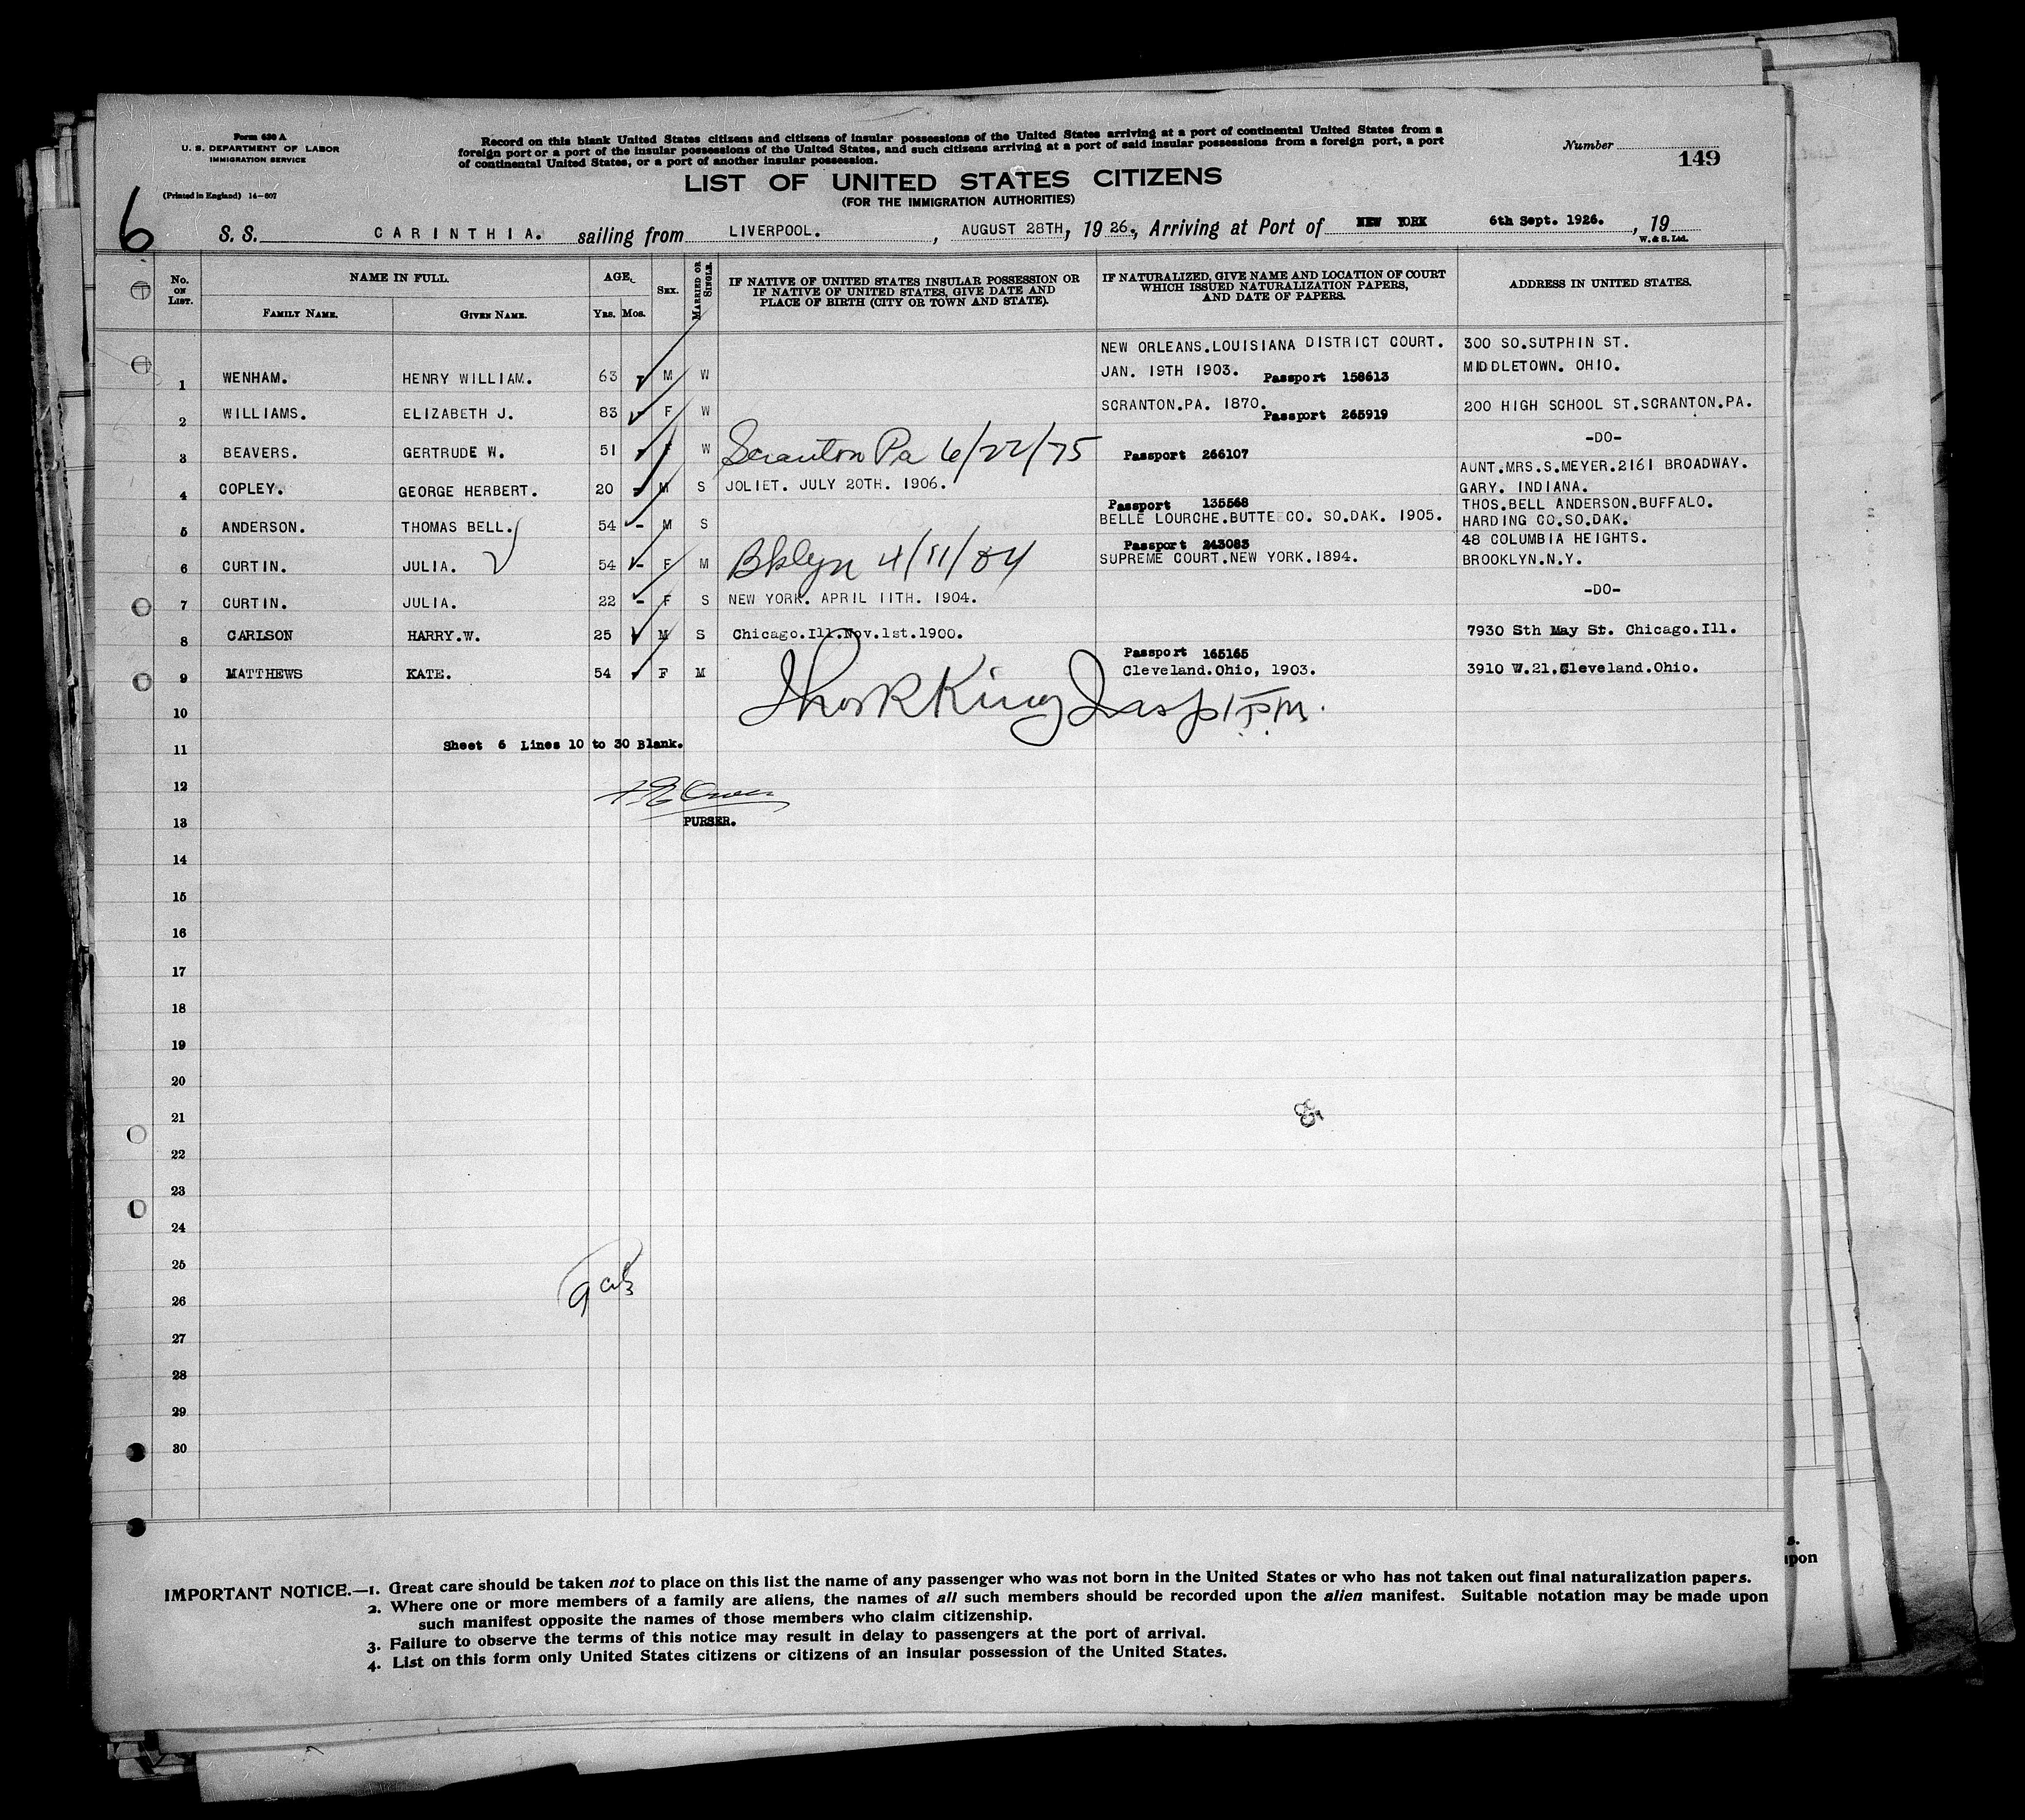 Form 630 A
U. S. DEPARTMENT OF LABOR
IMMIGRATION SERVICE
(Printed in England) 14-607
Record on this blank United States citizens and citizens of insular possessions of the United States arriving at a port of continental United States from a
foreign port or a port of the insular possessions of the United States, and such citizens arriving at a port of said insular possessions from a foreign port, a port
of continental United States, or a port of another insular possession.
Number
149
LIST OF UNITED STATES CITIZENS
(FOR THE IMMIGRATION AUTHORITIES)
6
S. S. CARINTHIA. sailing from LIVERPOOL. , AUGUST 28TH, 19 26., Arriving at Port of NEW YORK 6th Sept. 1926. , 19
W. & S. Ltd.
No. ON LIST. NAME IN FULL. AGE. SEX. MARRIED OR SINGLE. IF NATIVE OF UNITED STATES INSULAR POSSESSION OR IF NATIVE OF UNITED STATES, GIVE DATE AND PLACE OF BIRTH (CITY OR TOWN AND STATE). IF NATURALIZED, GIVE NAME AND LOCATION OF COURT WHICH ISSUED NATURALIZATION PAPERS, AND DATE OF PAPERS. ADDRESS IN UNITED STATES.
FAMILY NAME. GIVEN NAME. YRS. MOS.
NEW ORLEANS.LOUISIANA DISTRICT COURT. 300 SO.SUTPHIN ST.
1 WENHAM. HENRY WILLIAM. 63 - M W JAN. 19TH 1903. Passport 158613 MIDDLETOWN. OHIO.
2 WILLIAMS. ELIZABETH J. 83 - F W SCRANTON.PA. 1870. Passport 265919 200 HIGH SCHOOL ST.SCRANTON.PA.
3 BEAVERS. GERTRUDE W. 51 - F W Scranton Pa 6/22/75 Passport 266107 -DO-
AUNT.MRS.S.MEYER.2161 BROADWAY.
4 COPLEY. GEORGE HERBERT. 20 - M S JOLIET. JULY 20TH. 1906. GARY. INDIANA.
Passport 135568 THOS.BELL ANDERSON.BUFFALO.
5 ANDERSON. THOMAS BELL. 54 - M S BELLE LOURCHE.BUTTE CO. SO.DAK. 1905. HARDING CO.SO.DAK.
Passport 243083 48 COLUMBIA HEIGHTS.
6 CURTIN. JULIA. 54 - F M Bklyn 4/11/04 SUPREME COURT.NEW YORK.1894. BROOKLYN.N.Y.
7 CURTIN. JULIA. 22 - F S NEW YORK. APRIL 11TH. 1904. -DO-
8 CARLSON HARRY.W. 25 M S Chicago.Ill.Nov.1st.1900. 7930 Sth May St. Chicago.Ill.
Passport 165165
9 MATTHEWS KATE. 54 F M Cleveland.Ohio, 1903. 3910 W.21.Cleveland.Ohio.
10
11 Sheet 6 Lines 10 to 30 Blank.
12
13 PURSER.
14
15
16
17
18
19
20
21
22
23
24
25
26
27
28
29
30
IMPORTANT NOTICE.—1. Great care should be taken not to place on this list the name of any passenger who was not born in the United States or who has not taken out final naturalization papers.
2. Where one or more members of a family are aliens, the names of all such members should be recorded upon the alien manifest. Suitable notation may be made upon
such manifest opposite the names of those members who claim citizenship.
3. Failure to observe the terms of this notice may result in delay to passengers at the port of arrival.
4. List on this form only United States citizens or citizens of an insular possession of the United States.
s.
upon